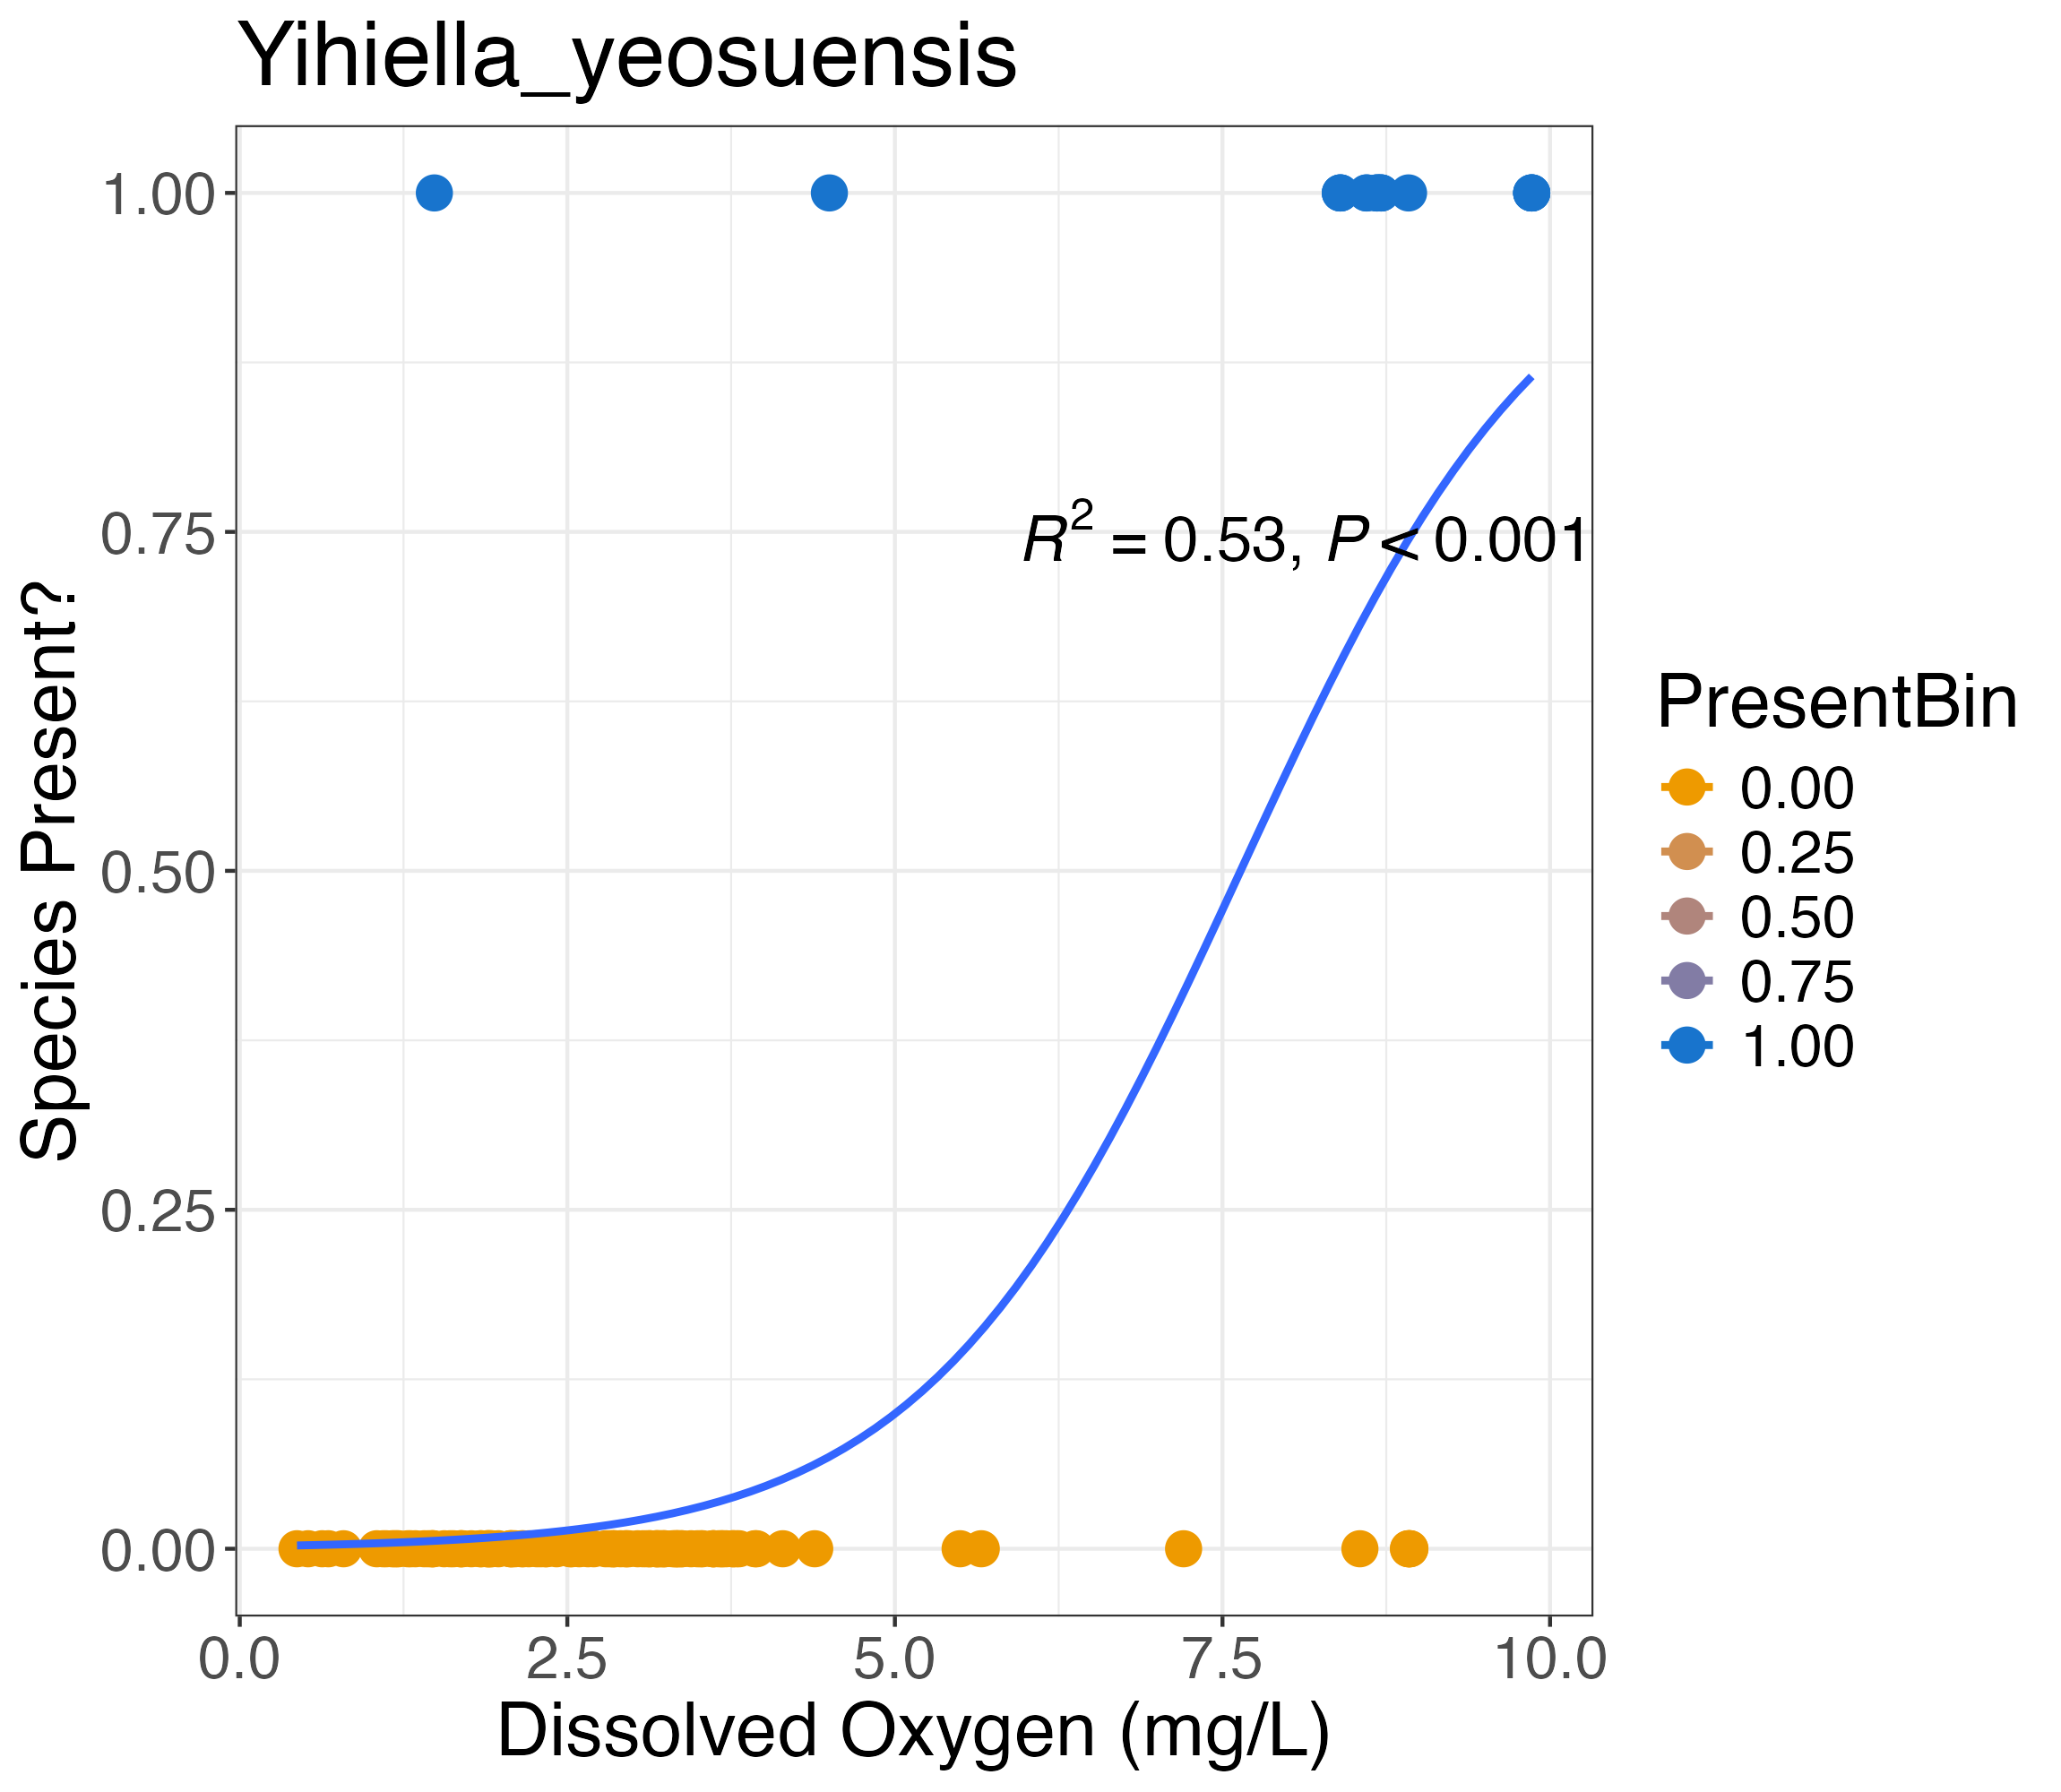 Yihiella_yeosuensis
1.00
0.75
0.50
0.25
0.00
Species Present?
R2 = 0.53, P < 0.001
0.0 2.5 5.0 7.5 10.0
Dissolved Oxygen (mg/L)
PresentBin
0.00
0.25
0.50
0.75
1.00